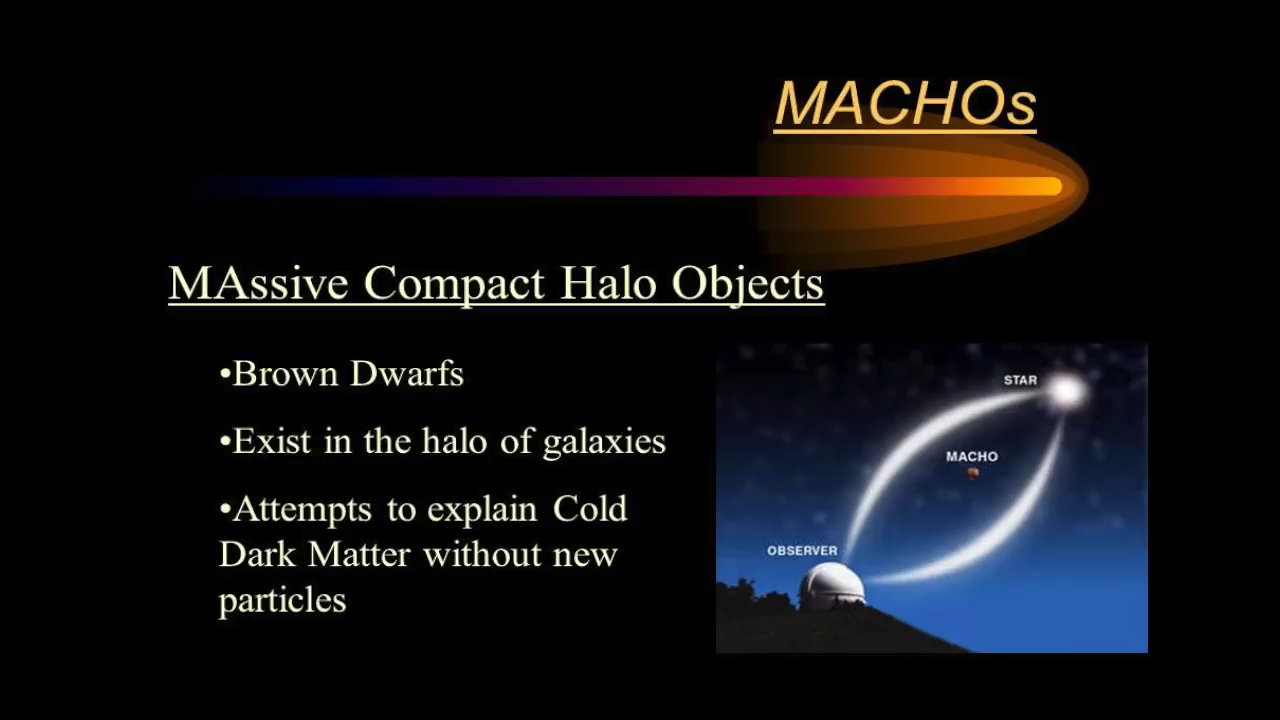 MACHOs
MAssive Compact Halo Objects
•Brown Dwarfs
•Exist in the halo of galaxies
•Attempts to explain Cold
Dark Matter without new
particles
STAR
MACHO
OBSERVER